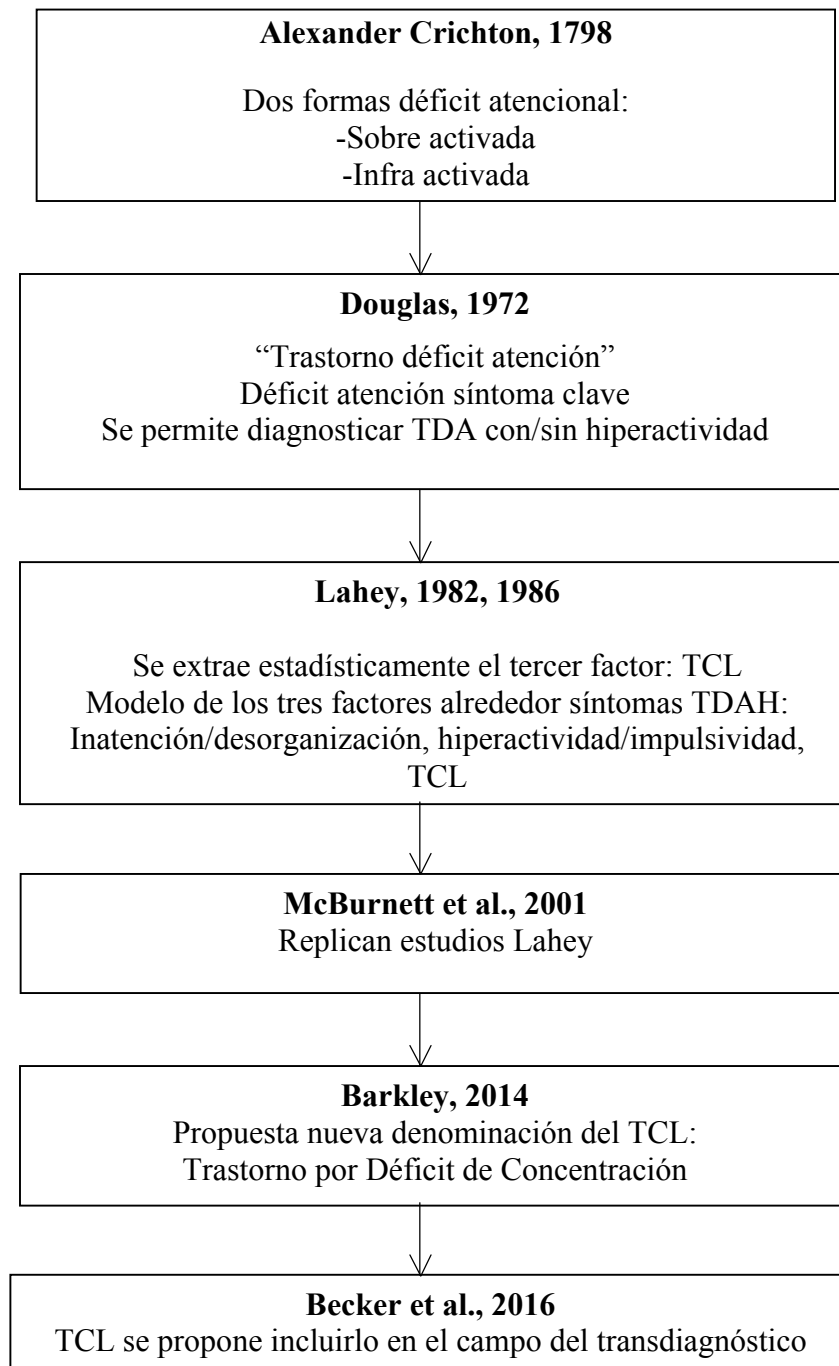 Alexander Crichton, 1798
Dos formas déficit atencional:
-Sobre activada
-Infra activada
Douglas, 1972
“Trastorno déficit atención”
Déficit atención síntoma clave
Se permite diagnosticar TDA con/sin hiperactividad
Lahey, 1982, 1986
Se extrae estadísticamente el tercer factor: TCL
Modelo de los tres factores alrededor síntomas TDAH:
Inatención/desorganización, hiperactividad/impulsividad,
TCL
McBurnett et al., 2001
Replican estudios Lahey
Barkley, 2014
Propuesta nueva denominación del TCL:
Trastorno por Déficit de Concentración
Becker et al., 2016
TCL se propone incluirlo en el campo del transdiagnóstico